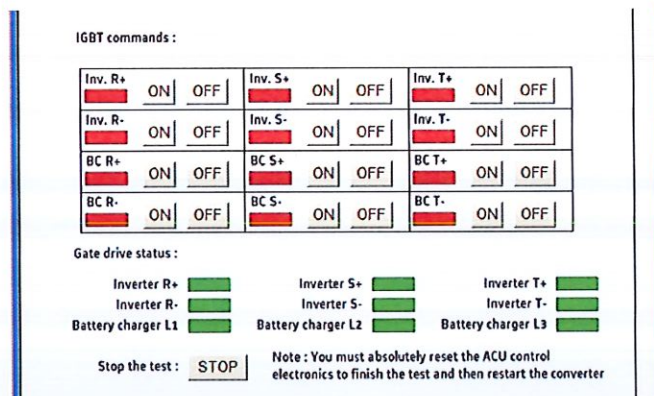 IGBT commands :
Inv. R+ ON OFF Inv. S+ ON OFF Inv. T+ ON OFF
Inv. R- ON OFF Inv. S- ON OFF Inv. T- ON OFF
BC R+ ON OFF BC S+ ON OFF BC T+ ON OFF
BC R- ON OFF BC S- ON OFF BC T- ON OFF
Gate drive status :
Inverter R+ Inverter S+ Inverter T+
Inverter R- Inverter S- Inverter T-
Battery charger L1 Battery charger L2 Battery charger L3
Stop the test : STOP Note : You must absolutely reset the ACU control
electronics to finish the test and then restart the converter